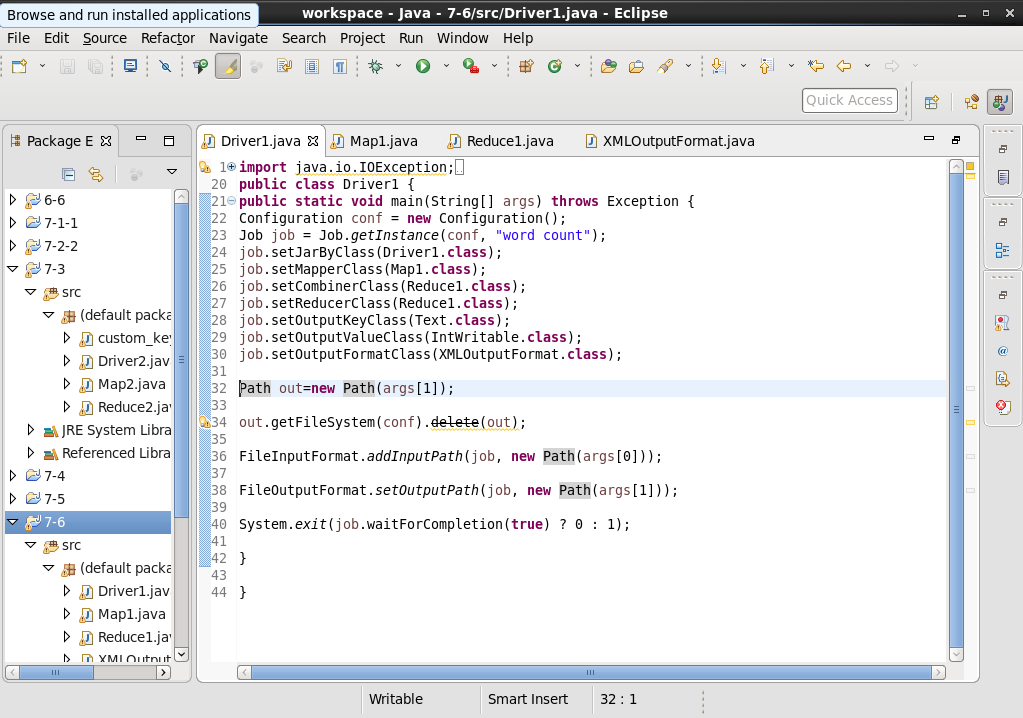 Browse and run installed applications
workspace - Java - 7-6/src/Driver1.java - Eclipse
File Edit Source Refactor Navigate Search Project Run Window Help
Quick Access
Package E
Driver1.java Map1.java Reduce1.java XMLOutputFormat.java
6-6
7-1-1
7-2-2
7-3
src
(default packa
custom_key
Driver2.jav
Map2.java
Reduce2.jav
JRE System Libra
Referenced Libra
7-4
7-5
7-6
src
(default packa
Driver1.jav
Map1.java
Reduce1.jav
XMLOutput
1 import java.io.IOException;
20 public class Driver1 {
21 public static void main(String[] args) throws Exception {
22 Configuration conf = new Configuration();
23 Job job = Job.getInstance(conf, "word count");
24 job.setJarByClass(Driver1.class);
25 job.setMapperClass(Map1.class);
26 job.setCombinerClass(Reduce1.class);
27 job.setReducerClass(Reduce1.class);
28 job.setOutputKeyClass(Text.class);
29 job.setOutputValueClass(IntWritable.class);
30 job.setOutputFormatClass(XMLOutputFormat.class);
31
32 Path out=new Path(args[1]);
33
34 out.getFileSystem(conf).delete(out);
35
36 FileInputFormat.addInputPath(job, new Path(args[0]));
37
38 FileOutputFormat.setOutputPath(job, new Path(args[1]));
39
40 System.exit(job.waitForCompletion(true) ? 0 : 1);
41
42 }
43
44 }
Writable Smart Insert 32 : 1